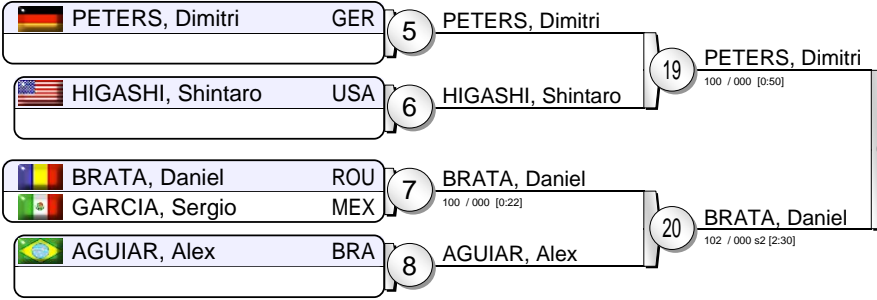 PETERS, Dimitri GER
5
PETERS, Dimitri
19
PETERS, Dimitri
100 / 000 [0:50]
HIGASHI, Shintaro USA
6
HIGASHI, Shintaro
BRATA, Daniel ROU
GARCIA, Sergio MEX
7
BRATA, Daniel
100 / 000 [0:22]
20
BRATA, Daniel
102 / 000 s2 [2:30]
AGUIAR, Alex BRA
8
AGUIAR, Alex